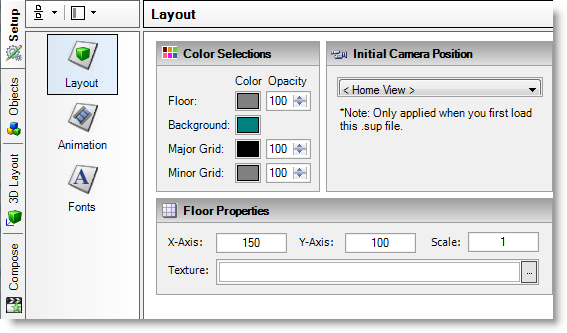 Setup
Objects
3D Layout
Compose
Layout
Animation
Fonts
Layout
Color Selections
Color Opacity
Floor: 100
Background:
Major Grid: 100
Minor Grid: 100
Initial Camera Position
< Home View >
*Note: Only applied when you first load
this .sup file.
Floor Properties
X-Axis: 150 Y-Axis: 100 Scale: 1
Texture: ...